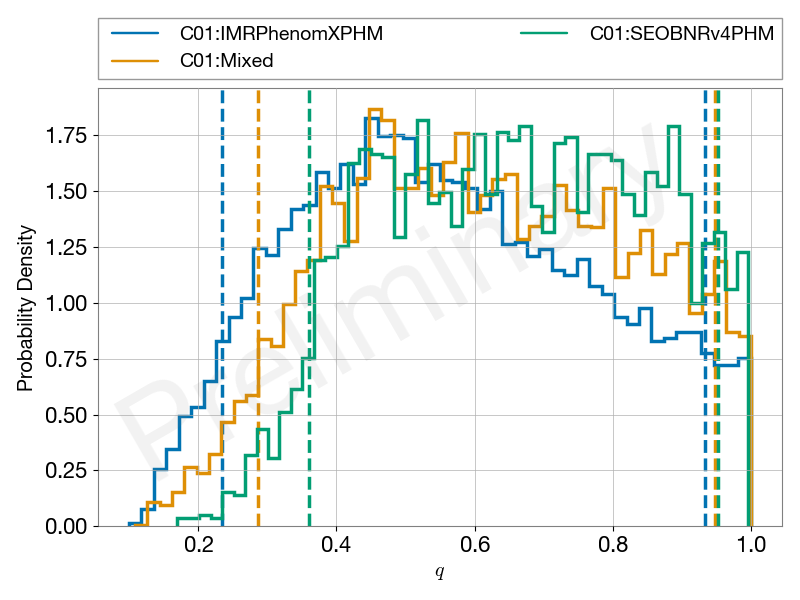 C01:IMRPhenomXPHM
C01:Mixed
C01:SEOBNRv4PHM
Probability Density
1.75
1.50
1.25
1.00
0.75
0.50
0.25
0.00
Preliminary
0.2 0.4 0.6 0.8 1.0
q